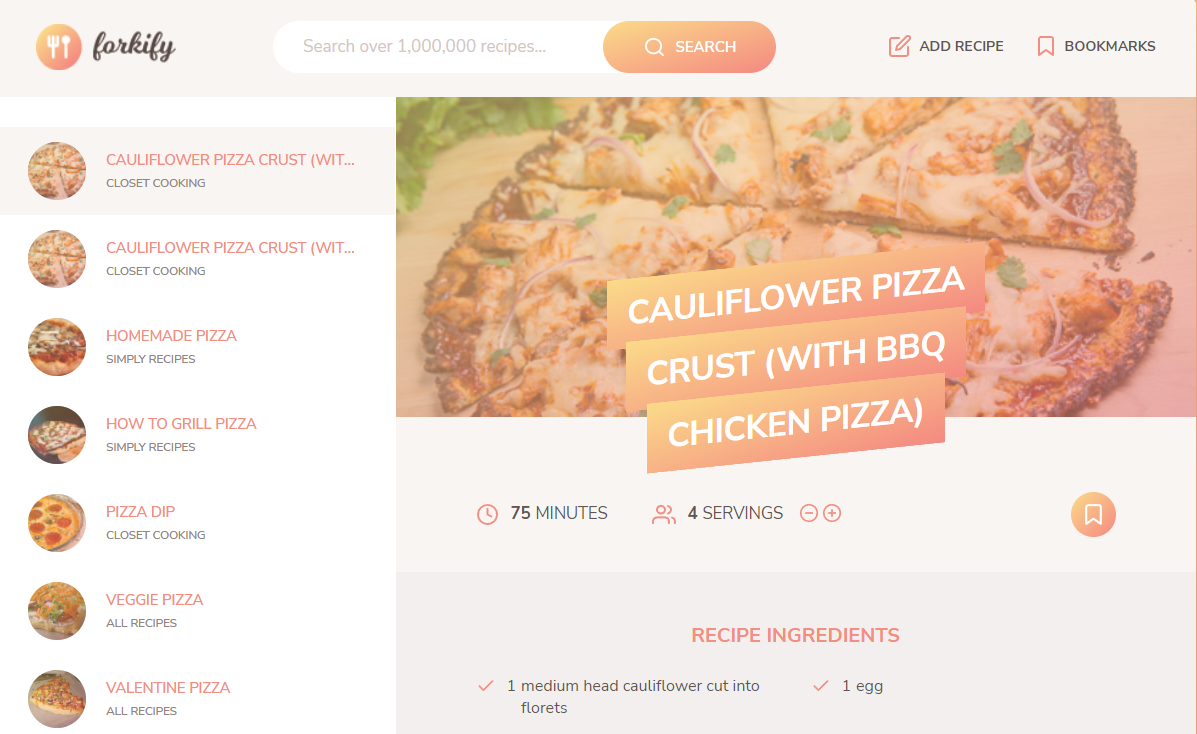 forkify
Search over 1,000,000 recipes...
SEARCH
ADD RECIPE
BOOKMARKS
CAULIFLOWER PIZZA CRUST (WIT...
CLOSET COOKING
CAULIFLOWER PIZZA CRUST (WIT...
CLOSET COOKING
HOMEMADE PIZZA
SIMPLY RECIPES
HOW TO GRILL PIZZA
SIMPLY RECIPES
PIZZA DIP
CLOSET COOKING
VEGGIE PIZZA
ALL RECIPES
VALENTINE PIZZA
ALL RECIPES
CAULIFLOWER PIZZA
CRUST (WITH BBQ
CHICKEN PIZZA)
75 MINUTES
4 SERVINGS
RECIPE INGREDIENTS
1 medium head cauliflower cut into
florets
1 egg